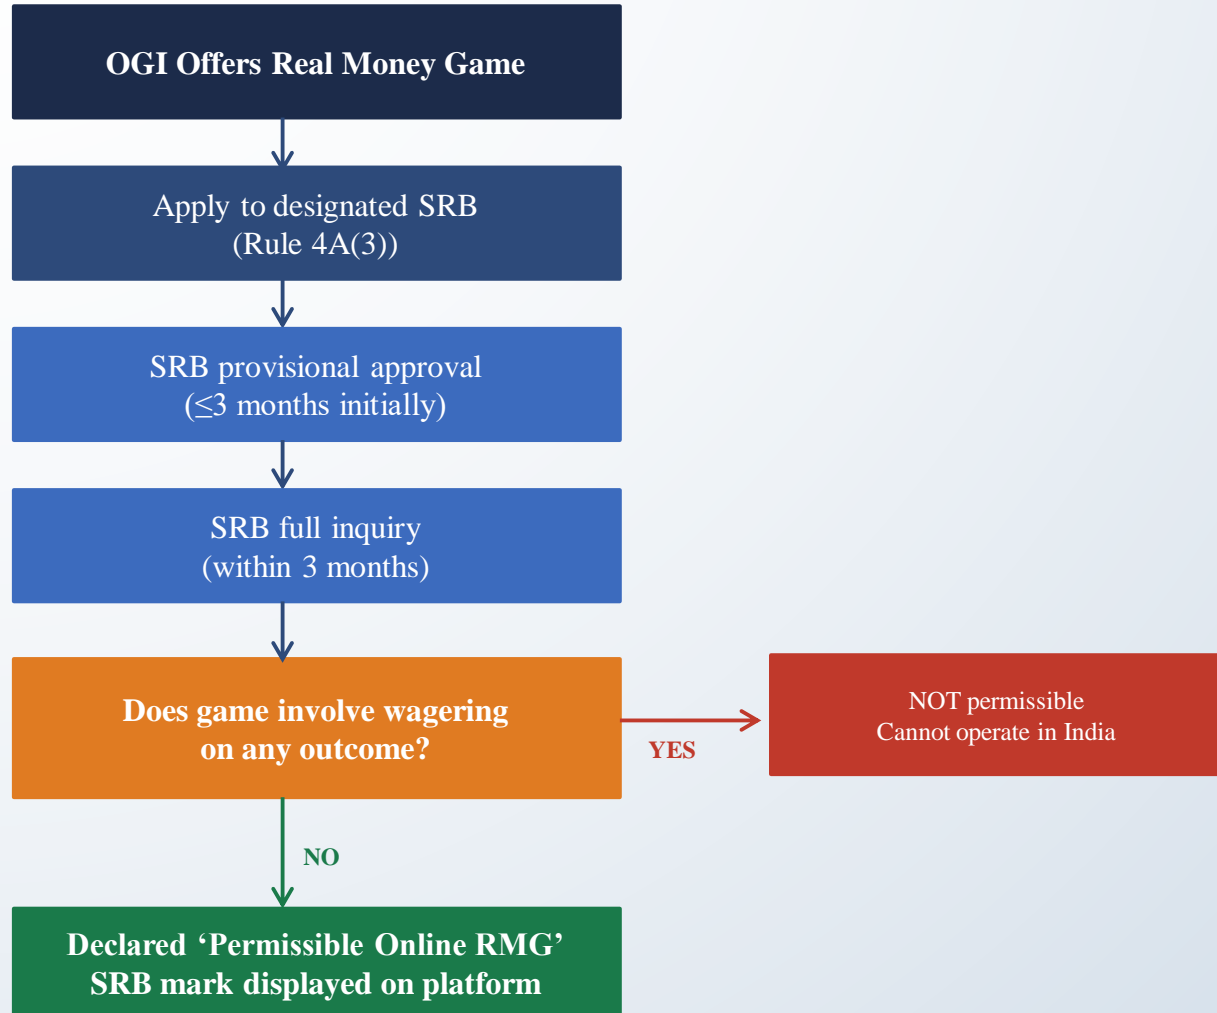 OGI Offers Real Money Game
Apply to designated SRB
(Rule 4A(3))
SRB provisional approval
(≤3 months initially)
SRB full inquiry
(within 3 months)
Does game involve wagering
on any outcome?
YES
NOT permissible
Cannot operate in India
NO
Declared ‘Permissible Online RMG’
SRB mark displayed on platform